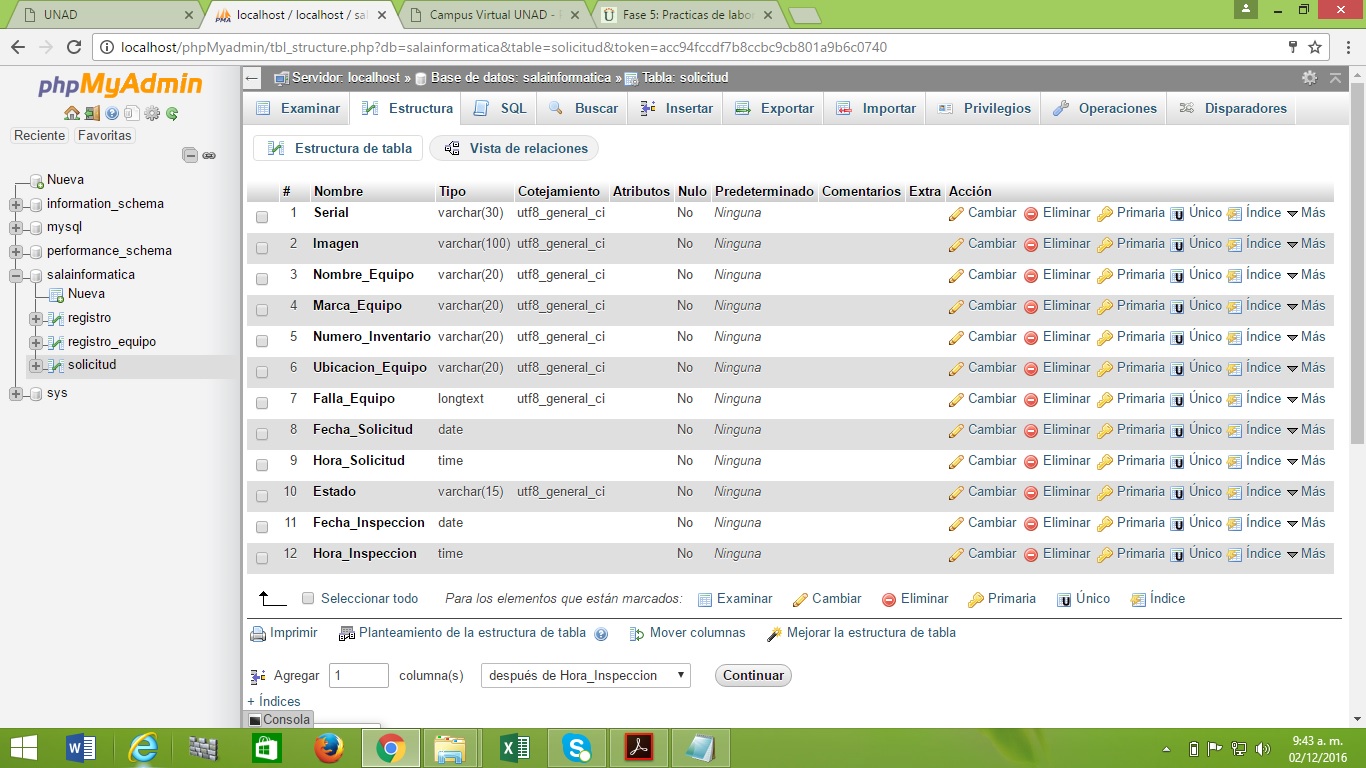 UNAD
localhost / localhost / sal
Campus Virtual UNAD -
Fase 5: Practicas de labor
localhost/phpMyadmin/tbl_structure.php?db=salainformatica&table=solicitud&token=acc94fccdf7b8ccbc9cb801a9b6c0740
phpMyAdmin
Reciente Favoritas
Nueva
information_schema
mysql
performance_schema
salainformatica
Nueva
registro
registro_equipo
solicitud
sys
Servidor: localhost » Base de datos: salainformatica » Tabla: solicitud
Examinar Estructura SQL Buscar Insertar Exportar Importar Privilegios Operaciones Disparadores
Estructura de tabla Vista de relaciones
# Nombre Tipo Cotejamiento Atributos Nulo Predeterminado Comentarios Extra Acción
1 Serial varchar(30) utf8_general_ci No Ninguna Cambiar Eliminar Primaria Único Índice Más
2 Imagen varchar(100) utf8_general_ci No Ninguna Cambiar Eliminar Primaria Único Índice Más
3 Nombre_Equipo varchar(20) utf8_general_ci No Ninguna Cambiar Eliminar Primaria Único Índice Más
4 Marca_Equipo varchar(20) utf8_general_ci No Ninguna Cambiar Eliminar Primaria Único Índice Más
5 Numero_Inventario varchar(20) utf8_general_ci No Ninguna Cambiar Eliminar Primaria Único Índice Más
6 Ubicacion_Equipo varchar(20) utf8_general_ci No Ninguna Cambiar Eliminar Primaria Único Índice Más
7 Falla_Equipo longtext utf8_general_ci No Ninguna Cambiar Eliminar Primaria Único Índice Más
8 Fecha_Solicitud date No Ninguna Cambiar Eliminar Primaria Único Índice Más
9 Hora_Solicitud time No Ninguna Cambiar Eliminar Primaria Único Índice Más
10 Estado varchar(15) utf8_general_ci No Ninguna Cambiar Eliminar Primaria Único Índice Más
11 Fecha_Inspeccion date No Ninguna Cambiar Eliminar Primaria Único Índice Más
12 Hora_Inspeccion time No Ninguna Cambiar Eliminar Primaria Único Índice Más
Seleccionar todo Para los elementos que están marcados: Examinar Cambiar Eliminar Primaria Único Índice
Imprimir Planteamiento de la estructura de tabla Mover columnas Mejorar la estructura de tabla
Agregar 1 columna(s) después de Hora_Inspeccion Continuar
+ Índices
Consola
9:43 a. m.
02/12/2016